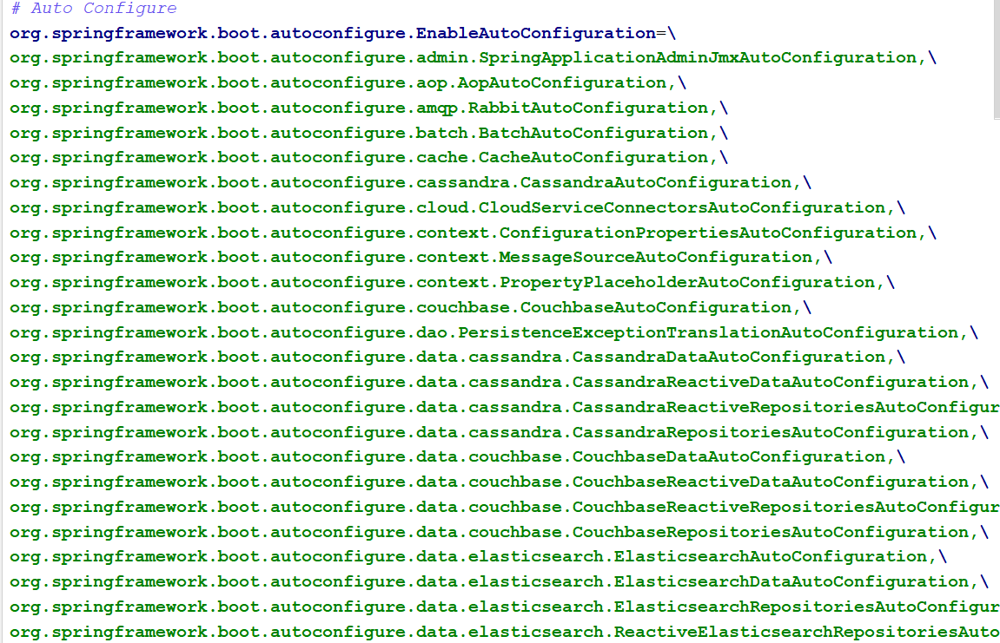 # Auto Configure
org.springframework.boot.autoconfigure.EnableAutoConfiguration=\
org.springframework.boot.autoconfigure.admin.SpringApplicationAdminJmxAutoConfiguration,\
org.springframework.boot.autoconfigure.aop.AopAutoConfiguration,\
org.springframework.boot.autoconfigure.amqp.RabbitAutoConfiguration,\
org.springframework.boot.autoconfigure.batch.BatchAutoConfiguration,\
org.springframework.boot.autoconfigure.cache.CacheAutoConfiguration,\
org.springframework.boot.autoconfigure.cassandra.CassandraAutoConfiguration,\
org.springframework.boot.autoconfigure.cloud.CloudServiceConnectorsAutoConfiguration,\
org.springframework.boot.autoconfigure.context.ConfigurationPropertiesAutoConfiguration,\
org.springframework.boot.autoconfigure.context.MessageSourceAutoConfiguration,\
org.springframework.boot.autoconfigure.context.PropertyPlaceholderAutoConfiguration,\
org.springframework.boot.autoconfigure.couchbase.CouchbaseAutoConfiguration,\
org.springframework.boot.autoconfigure.dao.PersistenceExceptionTranslationAutoConfiguration,\
org.springframework.boot.autoconfigure.data.cassandra.CassandraDataAutoConfiguration,\
org.springframework.boot.autoconfigure.data.cassandra.CassandraReactiveDataAutoConfiguration,\
org.springframework.boot.autoconfigure.data.cassandra.CassandraReactiveRepositoriesAutoConfigur
org.springframework.boot.autoconfigure.data.cassandra.CassandraRepositoriesAutoConfiguration,\
org.springframework.boot.autoconfigure.data.couchbase.CouchbaseDataAutoConfiguration,\
org.springframework.boot.autoconfigure.data.couchbase.CouchbaseReactiveDataAutoConfiguration,\
org.springframework.boot.autoconfigure.data.couchbase.CouchbaseReactiveRepositoriesAutoConfigur
org.springframework.boot.autoconfigure.data.couchbase.CouchbaseRepositoriesAutoConfiguration,\
org.springframework.boot.autoconfigure.data.elasticsearch.ElasticsearchAutoConfiguration,\
org.springframework.boot.autoconfigure.data.elasticsearch.ElasticsearchDataAutoConfiguration,\
org.springframework.boot.autoconfigure.data.elasticsearch.ElasticsearchRepositoriesAutoConfigur
org.springframework.boot.autoconfigure.data.elasticsearch.ReactiveElasticsearchRepositoriesAuto